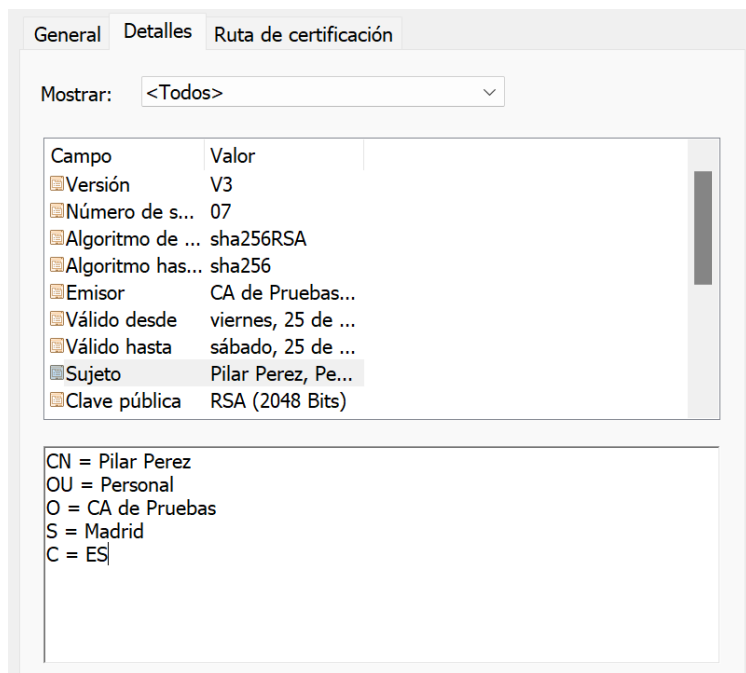 General Detalles Ruta de certificación
Mostrar: <Todos>
Campo Valor
Versión V3
Número de s... 07
Algoritmo de ... sha256RSA
Algoritmo has... sha256
Emisor CA de Pruebas...
Válido desde viernes, 25 de ...
Válido hasta sábado, 25 de ...
Sujeto Pilar Perez, Pe...
Clave pública RSA (2048 Bits)
CN = Pilar Perez
OU = Personal
O = CA de Pruebas
S = Madrid
C = ES